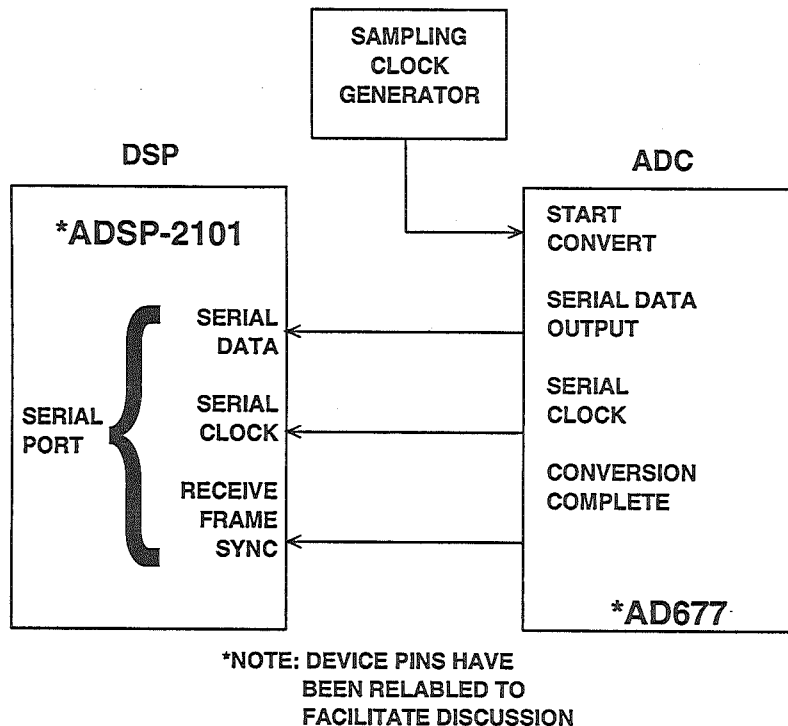 SAMPLING
CLOCK
GENERATOR
DSP
ADC
*ADSP-2101
SERIAL
PORT
SERIAL
DATA
SERIAL
CLOCK
RECEIVE
FRAME
SYNC
START
CONVERT
SERIAL DATA
OUTPUT
SERIAL
CLOCK
CONVERSION
COMPLETE
*AD677
*NOTE: DEVICE PINS HAVE
BEEN RELABLED TO
FACILITATE DISCUSSION